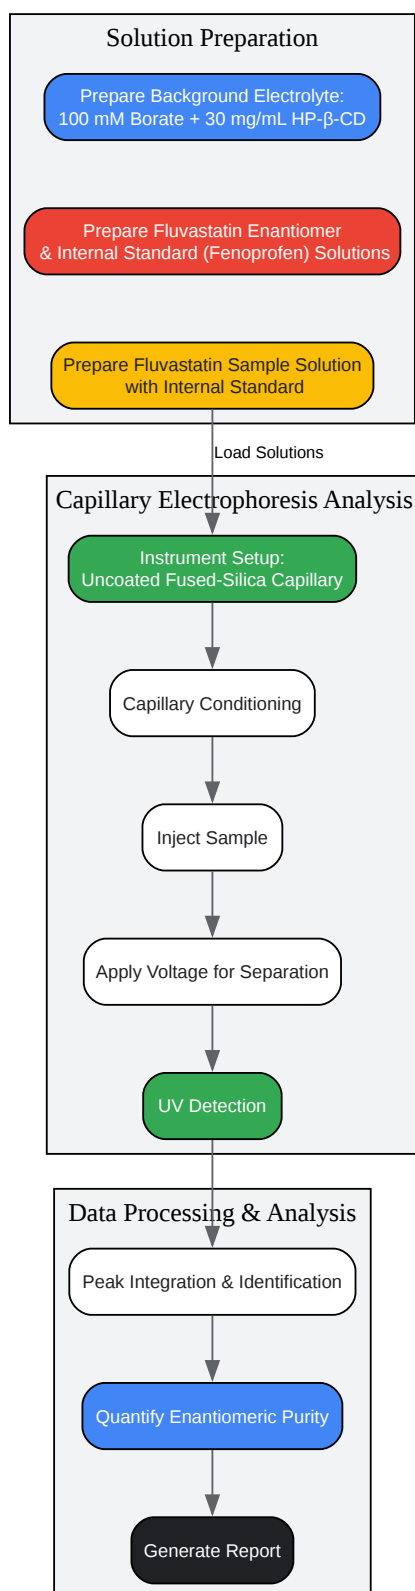 Solution Preparation
Prepare Background Electrolyte:
100 mM Borate + 30 mg/mL HP-β-CD
Prepare Fluvastatin Enantiomer
& Internal Standard (Fenoprofen) Solutions
Prepare Fluvastatin Sample Solution
with Internal Standard
Load Solutions
Capillary Electrophoresis Analysis
Instrument Setup:
Uncoated Fused-Silica Capillary
Capillary Conditioning
Inject Sample
Apply Voltage for Separation
UV Detection
Data Processing & Analysis
Peak Integration & Identification
Quantify Enantiomeric Purity
Generate Report